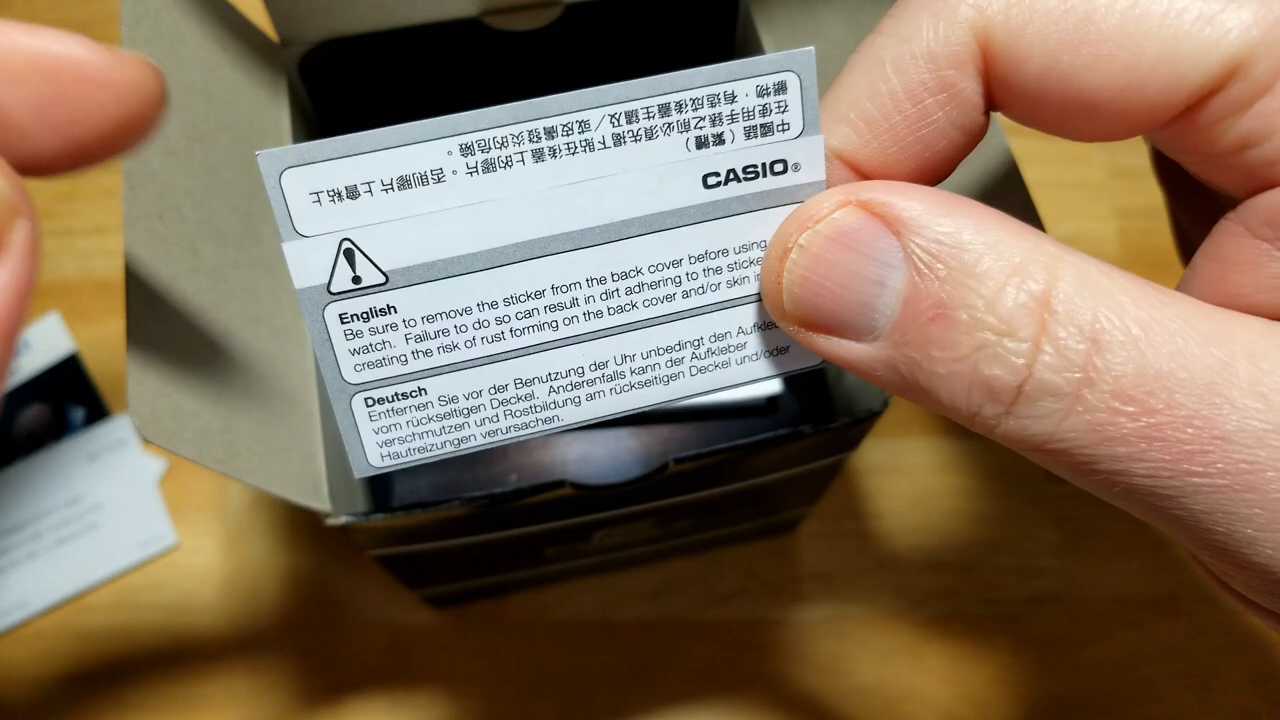 中國語（繁體）
在使用手錶之前必須先揭下貼在後蓋上的膠片。否則膠片上會粘上
髒物，有造成後蓋生鏽及/或皮膚發炎的危險。
CASIO®
English
Be sure to remove the sticker from the back cover before using
watch. Failure to do so can result in dirt adhering to the
creating the risk of rust forming on the back cover and/or skin
Deutsch
Entfernen Sie vor der Benutzung der Uhr unbedingt den
vom rückseitigen Deckel. Anderenfalls kann der Aufkleber
verschmutzen und Rostbildung am rückseitigen Deckel und/oder
Hautreizungen verursachen.